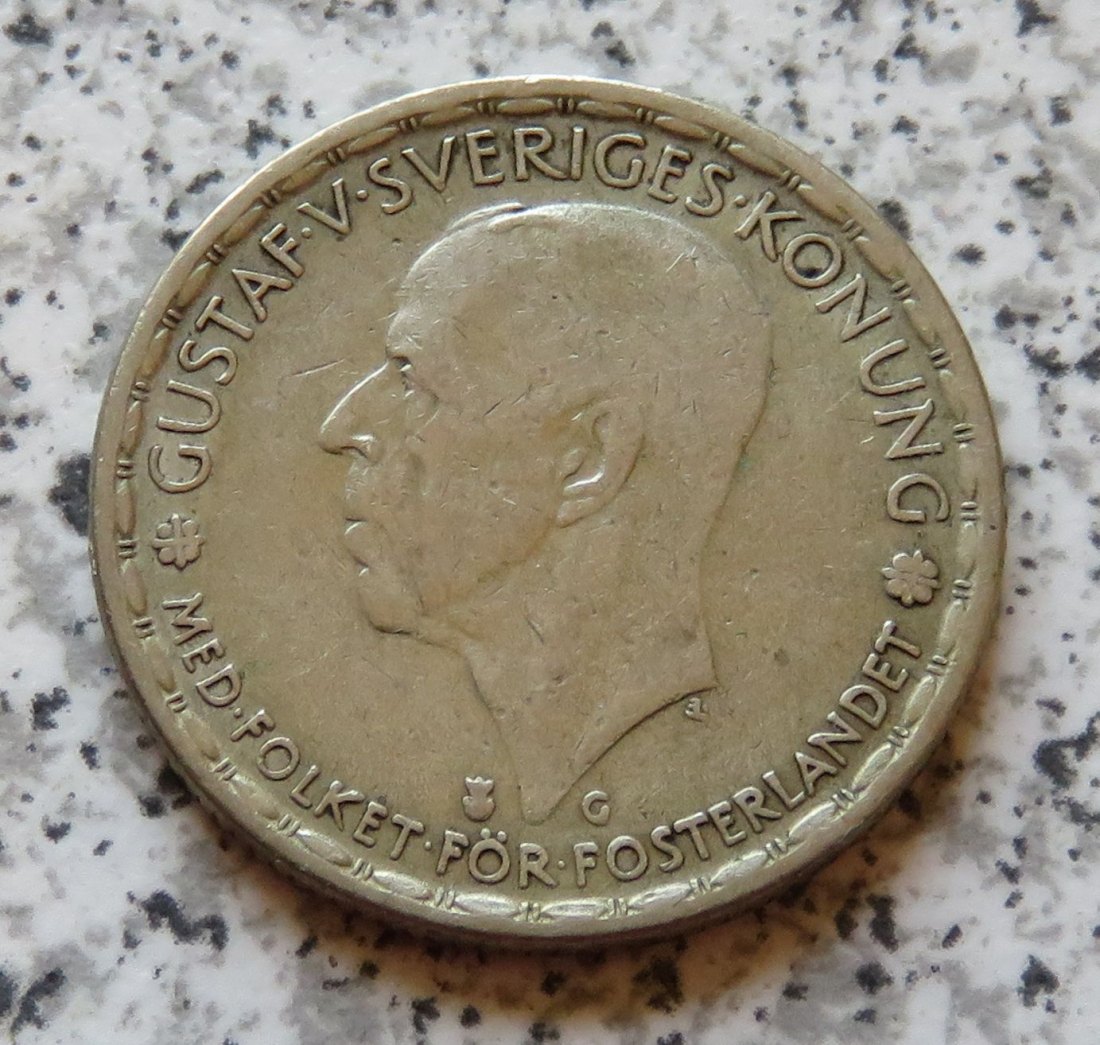 GUSTAF·V·SVERIGES·KONUNG
MED·FOLKET·FÖR·FOSTERLANDET
G